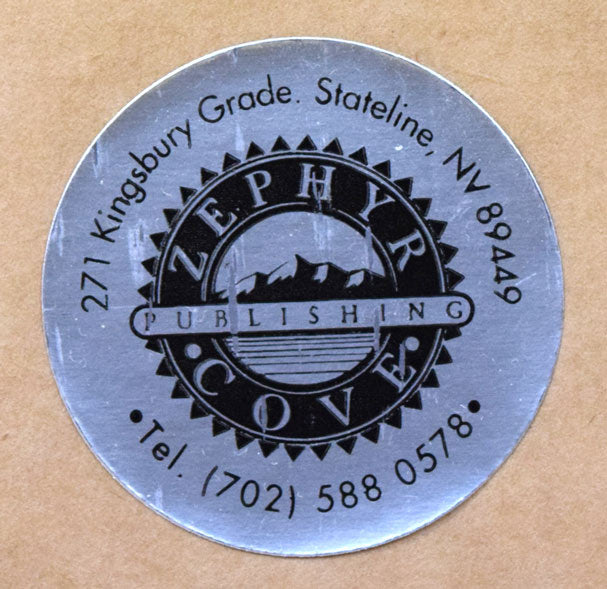 271 Kingsbury Grade. Stateline, NV 89449
ZEPHYR
PUBLISHING
•COVE•
•Tel. (702) 588 0578•